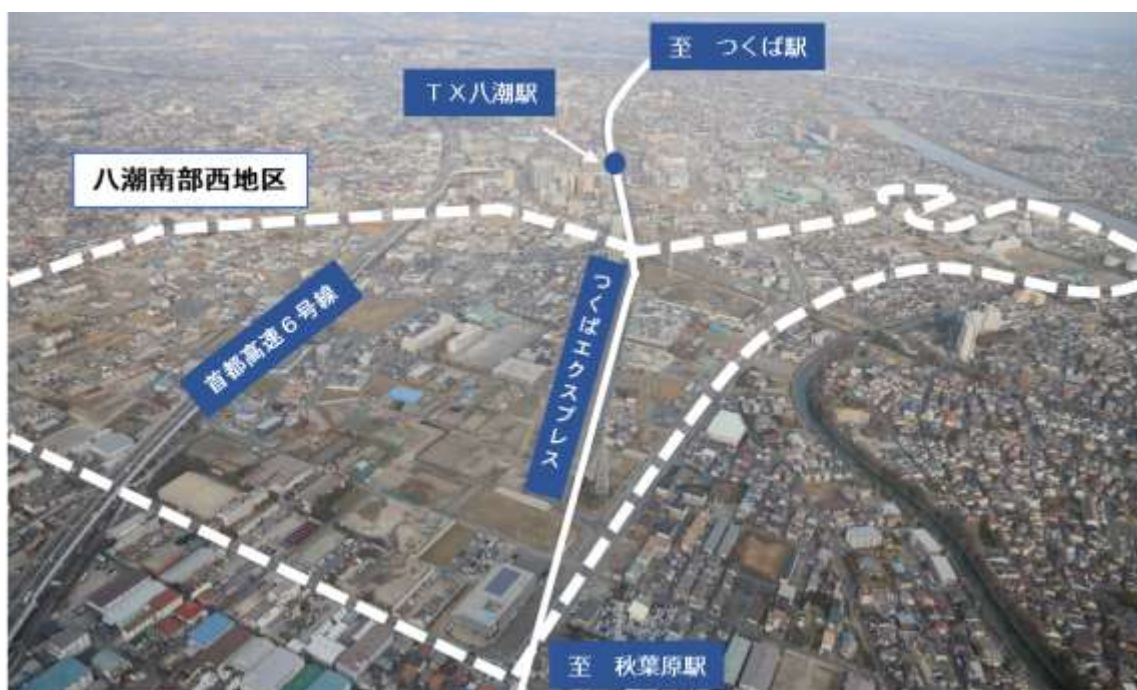 至　つくば駅
ＴＸ八潮駅
八潮南部西地区
首都高速６号線
つくばエクスプレス
至　秋葉原駅